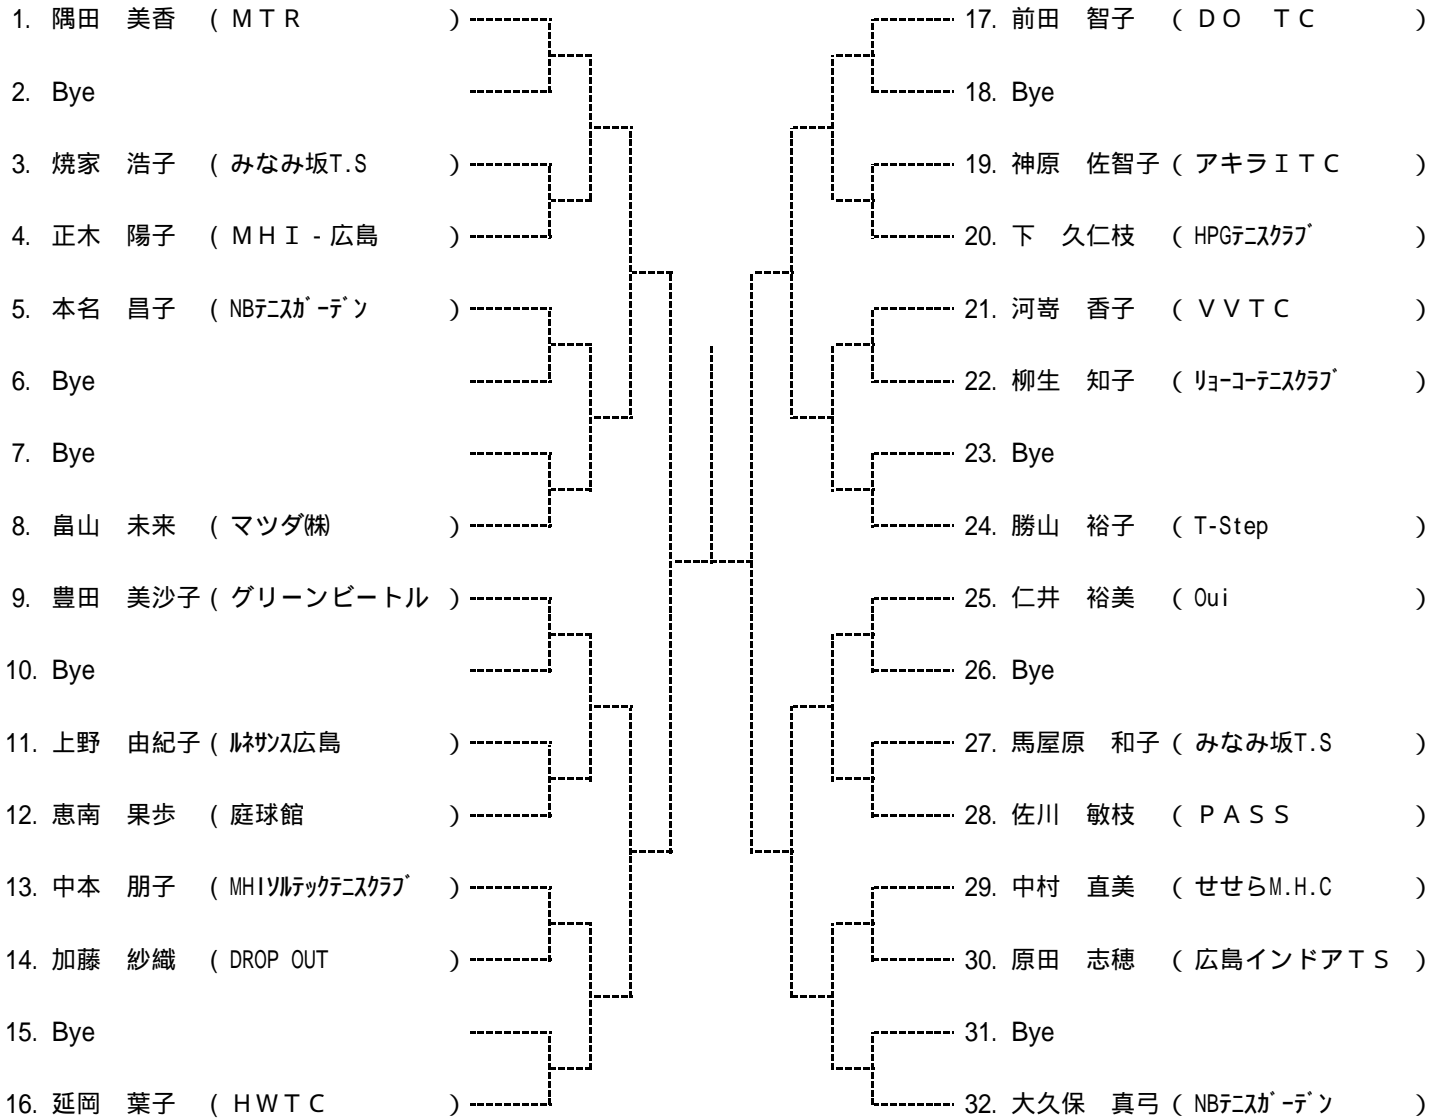 1. 隅田 美香 ( ＭＴＲ )
2. Bye
3. 焼家 浩子 ( みなみ坂T.S )
4. 正木 陽子 ( ＭＨＩ - 広島 )
5. 本名 昌子 ( NBﾃﾆｽｶﾞｰﾃﾞﾝ )
6. Bye
7. Bye
8. 畠山 未来 ( マツダ㈱ )
9. 豊田 美沙子 ( グリーンビートル )
10. Bye
11. 上野 由紀子 ( ﾙﾈｻﾝｽ広島 )
12. 恵南 果歩 ( 庭球館 )
13. 中本 朋子 ( MHIｿﾙﾃｯｸﾃﾆｽｸﾗﾌﾞ )
14. 加藤 紗織 ( DROP OUT )
15. Bye
16. 延岡 葉子 ( ＨＷＴＣ )
17. 前田 智子 ( ＤＯ ＴＣ )
18. Bye
19. 神原 佐智子 ( アキラＩＴＣ )
20. 下 久仁枝 ( HPGﾃﾆｽｸﾗﾌﾞ )
21. 河嵜 香子 ( ＶＶＴＣ )
22. 柳生 知子 ( ﾘｮｰｺｰﾃﾆｽｸﾗﾌﾞ )
23. Bye
24. 勝山 裕子 ( T-Step )
25. 仁井 裕美 ( Oui )
26. Bye
27. 馬屋原 和子 ( みなみ坂T.S )
28. 佐川 敏枝 ( ＰＡＳＳ )
29. 中村 直美 ( せせらM.H.C )
30. 原田 志穂 ( 広島インドアＴＳ )
31. Bye
32. 大久保 真弓 ( NBﾃﾆｽｶﾞｰﾃﾞﾝ )